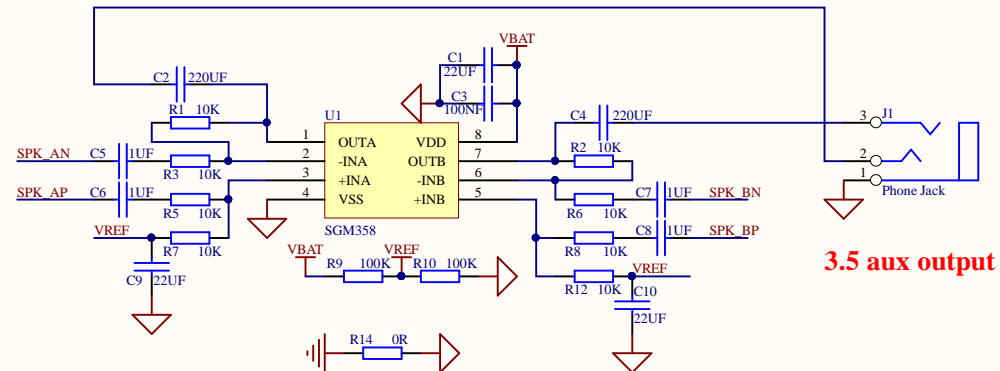 VBAT
C1
22UF
C2 220UF
C3
100NF
R1 10K
U1
C4 220UF
J1
1 OUTA VDD 8
2 -INA OUTB 7
3 +INA -INB 6
4 VSS +INB 5
SGM358
R2 10K
3
2
1
Phone Jack
SPK_AN C5 1UF
R3 10K
SPK_AP C6 1UF
R5 10K
VREF
R7 10K
C9 22UF
C7 1UF SPK_BN
R6 10K
C8 1UF SPK_BP
R8 10K
VREF
R12 10K
C10
22UF
VBAT VREF
R9 100K R10 100K
3.5 aux output
R14 0R